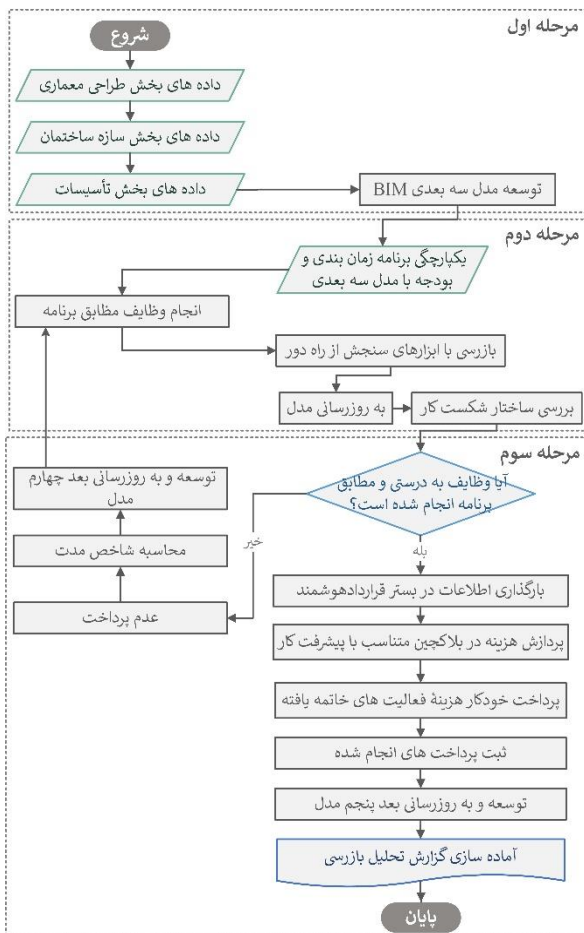 مرحله اول
شروع
داده های بخش طراحی معماری
داده های بخش سازه ساختمان
داده های بخش تأسیسات
توسعه مدل سه بعدی BIM
مرحله دوم
یکپارچگی برنامه زمان بندی و
بودجه با مدل سه بعدی
انجام وظایف مطابق برنامه
بازرسی با ابزارهای سنجش از راه دور
به روزرسانی مدل
بررسی ساختار شکست کار
مرحله سوم
آیا وظایف به درستی و مطابق
برنامه انجام شده است؟
خیر
بله
توسعه و به روزرسانی بعد چهارم
مدل
محاسبه شاخص مدت
عدم پرداخت
بارگذاری اطلاعات در بستر قراردادهوشمند
پردازش هزینه در بلاکچین متناسب با پیشرفت کار
پرداخت خودکار هزینۀ فعالیت های خاتمه یافته
ثبت پرداخت های انجام شده
توسعه و به روزرسانی بعد پنجم مدل
آماده سازی گزارش تحلیل بازرسی
پایان